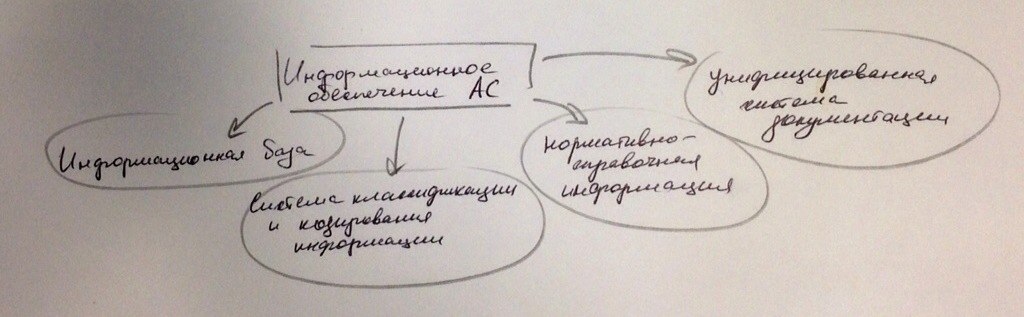 Информационное
обеспечение АС
Информационная база
Система классификации
и кодирования
информации
нормативно-
справочная
информация
унифицированная
система
документации